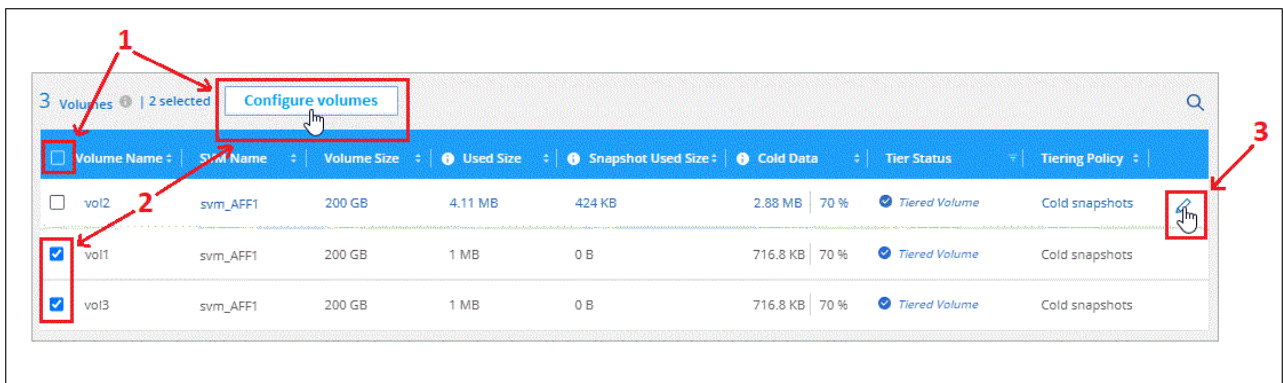 1
3 Volumes | 2 selected Configure volumes
3
Volume Name SVM Name Volume Size Used Size Snapshot Used Size Cold Data Tier Status Tiering Policy
2
vol2 svm_AFF1 200 GB 4.11 MB 424 KB 2.88 MB 70 % Tiered Volume Cold snapshots
vol1 svm_AFF1 200 GB 1 MB 0 B 716.8 KB 70 % Tiered Volume Cold snapshots
vol3 svm_AFF1 200 GB 1 MB 0 B 716.8 KB 70 % Tiered Volume Cold snapshots